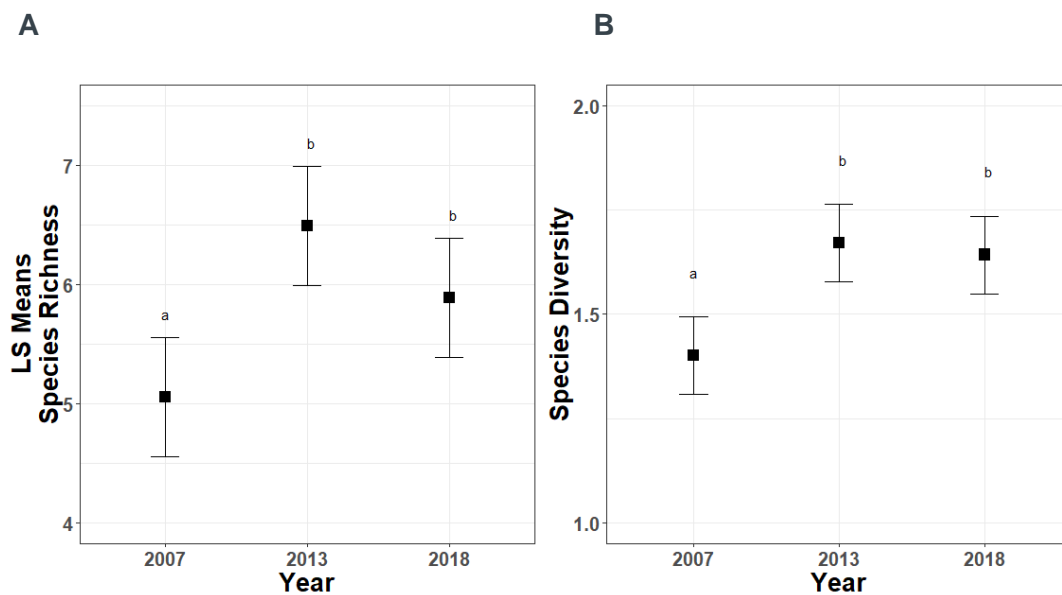 A
B
LS Means
Species Richness
7
6
5
4
a
b
b
2007
2013
2018
Year
Species Diversity
2.0
1.5
1.0
a
b
b
2007
2013
2018
Year